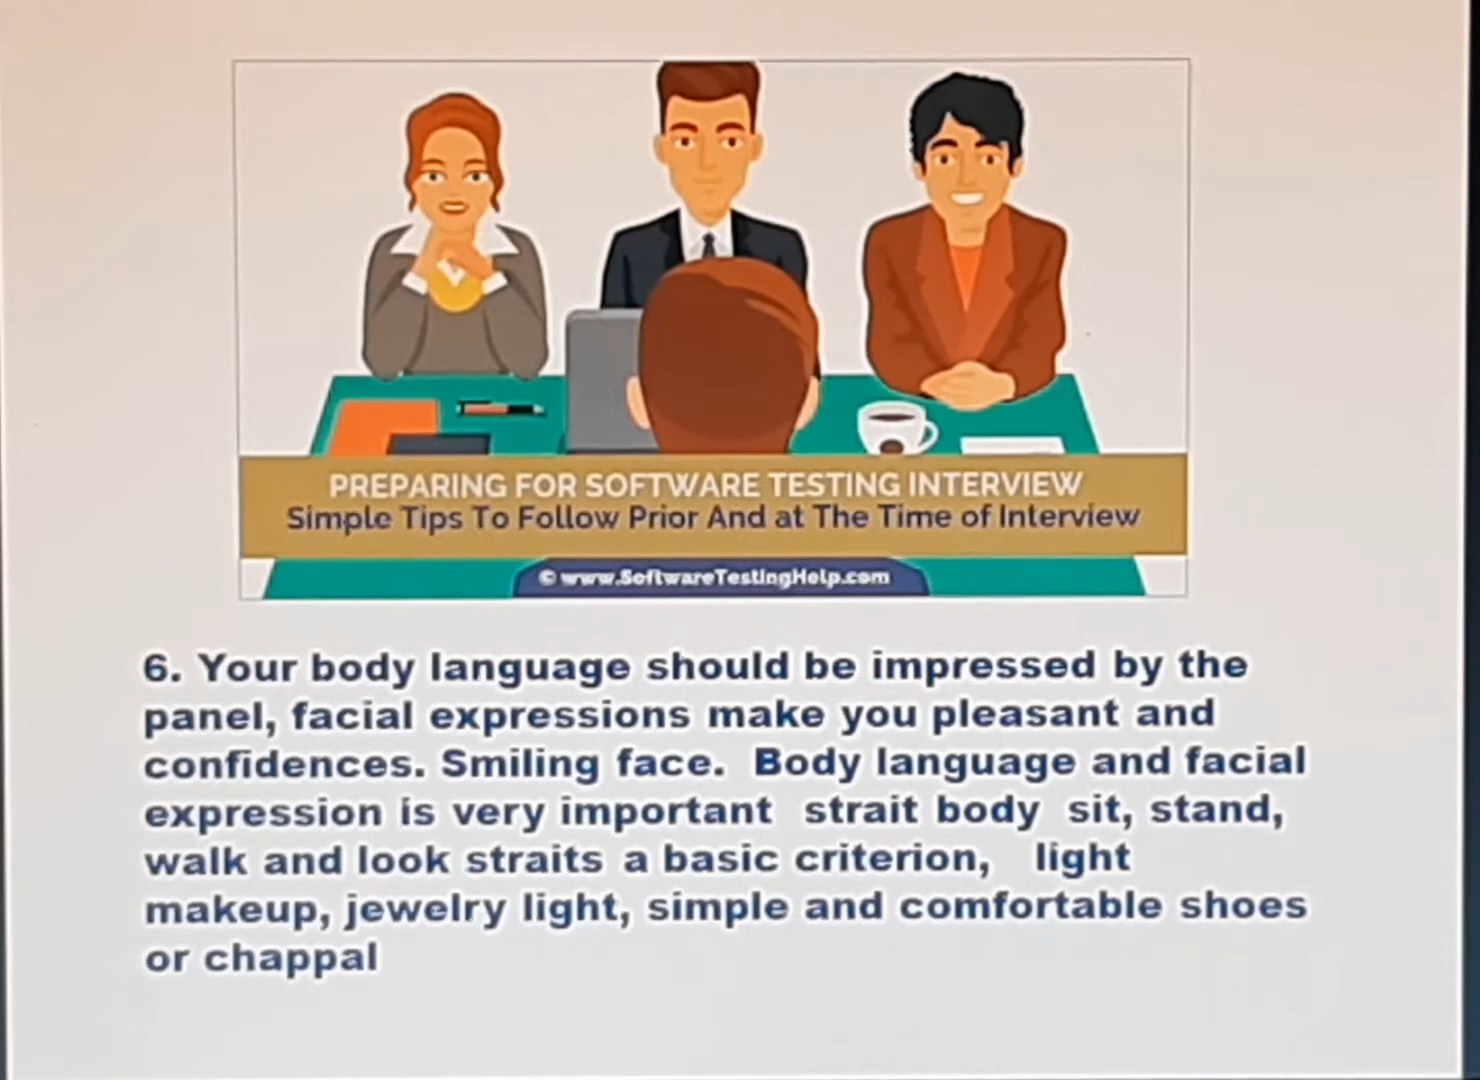 PREPARING FOR SOFTWARE TESTING INTERVIEW
Simple Tips To Follow Prior And at The Time of Interview
© www.SoftwareTestingHelp.com
6. Your body language should be impressed by the
panel, facial expressions make you pleasant and
confidences. Smiling face. Body language and facial
expression is very important strait body sit, stand,
walk and look straits a basic criterion, light
makeup, jewelry light, simple and comfortable shoes
or chappal